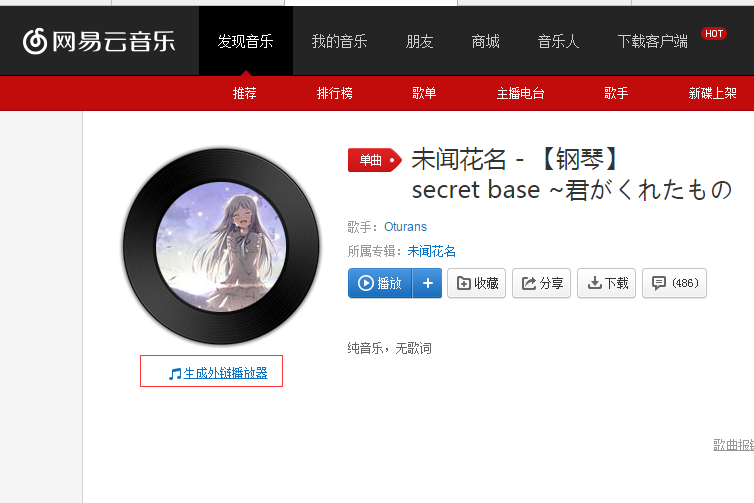 网易云音乐 发现音乐 我的音乐 朋友 商城 音乐人 下载客户端 HOT
推荐 排行榜 歌单 主播电台 歌手 新碟上架
单曲 未闻花名 - 【钢琴】
secret base ~君がくれたもの
歌手：Oturans
所属专辑：未闻花名
播放 + 收藏 分享 下载 (486)
纯音乐，无歌词
生成外链播放器
歌曲报错